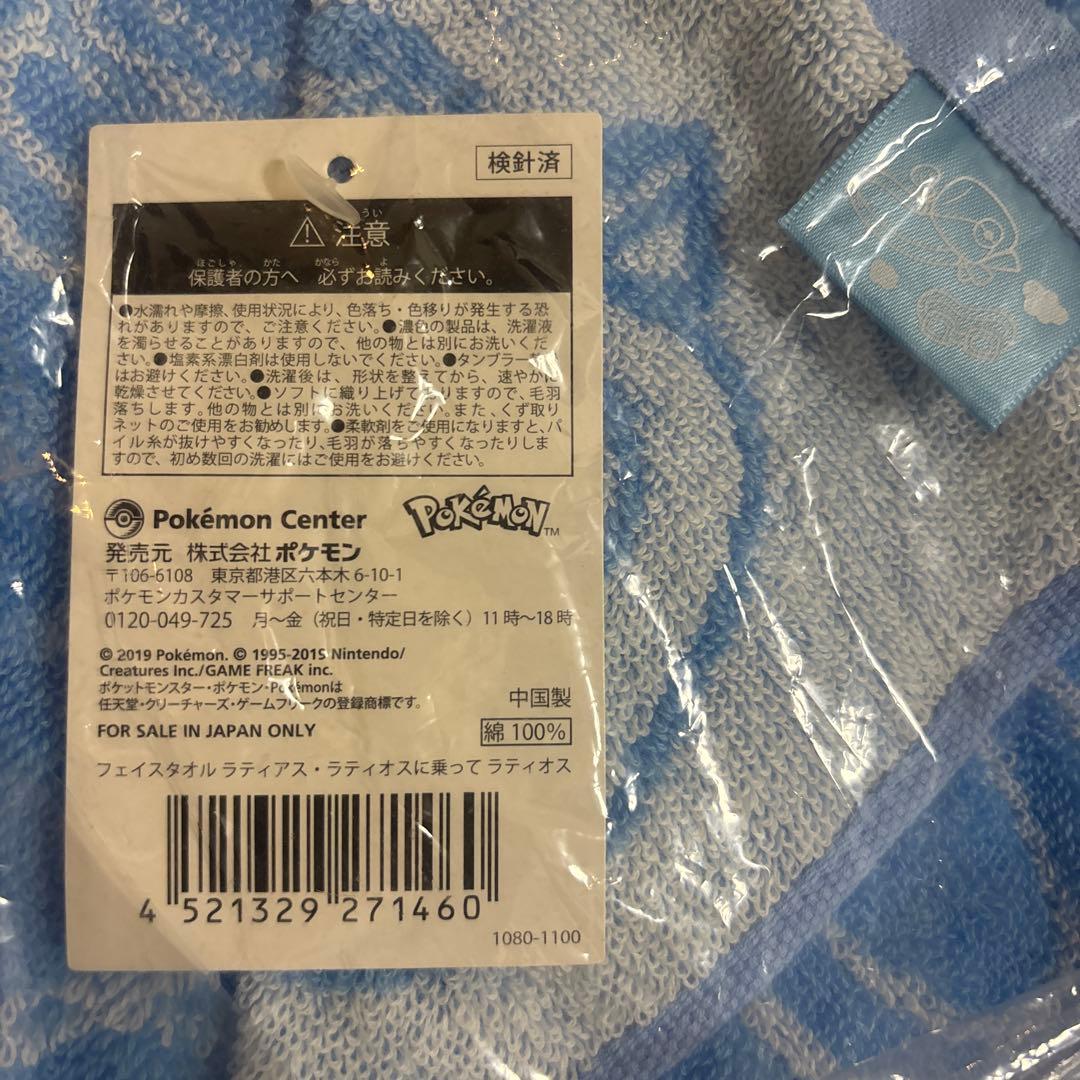 検針済
⚠ 注意
保護者の方へ 必ずお読みください。
●水濡れや摩擦、使用状況により、色落ち・色移りが発生する恐
れがありますので、ご注意ください。●濃色の製品は、洗濯液
を濁らせることがありますので、他の物とは別にお洗いくだ
さい。●塩素系漂白剤は使用しないでください。●タンブラー
はお避けください。●洗濯後は、形状を整えてから、速やかに
乾燥させてください。●ソフトに織り上げておりますので、毛羽
落ちします。他の物とは別にお洗いください。また、くず取り
ネットのご使用をお勧めします。●柔軟剤をご使用になりますと、パ
イル糸が抜けやすくなったり、毛羽が落ちやすくなったりしま
すので、初め数回の洗濯にはご使用をお避けください。
Pokémon Center POKéMON™
発売元 株式会社ポケモン
〒106-6108 東京都港区六本木6-10-1
ポケモンカスタマーサポートセンター
0120-049-725 月〜金（祝日・特定日を除く）11時〜18時
© 2019 Pokémon. © 1995-2019 Nintendo/
Creatures Inc./GAME FREAK inc.
ポケットモンスター・ポケモン・Pokémonは
任天堂・クリーチャーズ・ゲームフリークの登録商標です。
中国製
FOR SALE IN JAPAN ONLY
綿 100%
フェイスタオル ラティアス・ラティオスに乗って ラティオス
4 521329 271460
1080-1100